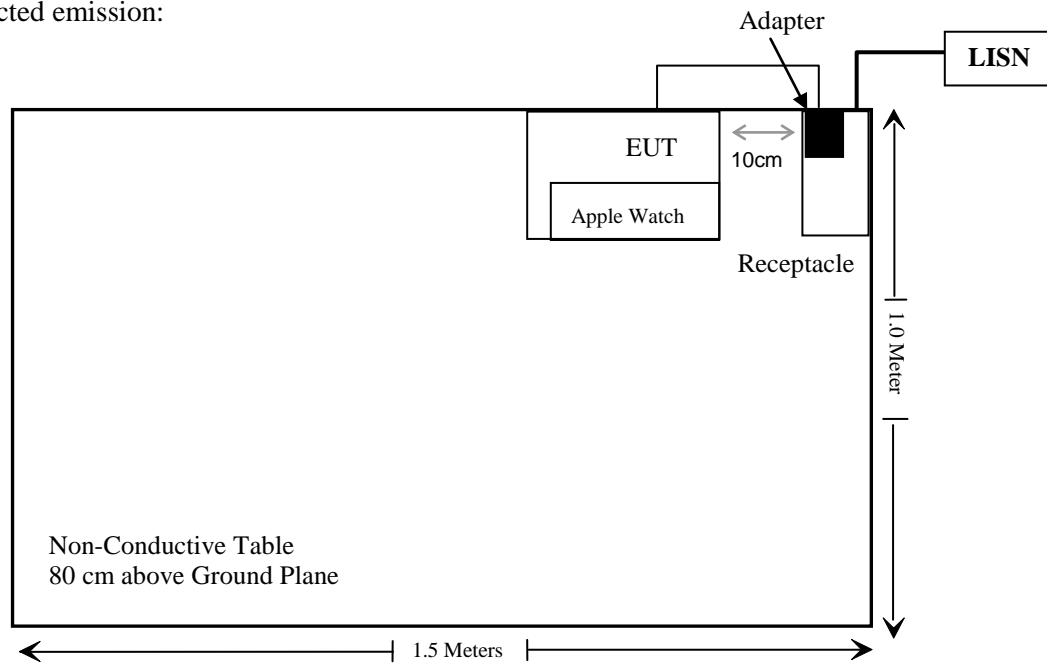 cted emission:
Adapter
LISN
EUT
10cm
Apple Watch
Receptacle
1.0 Meter
Non-Conductive Table
80 cm above Ground Plane
1.5 Meters